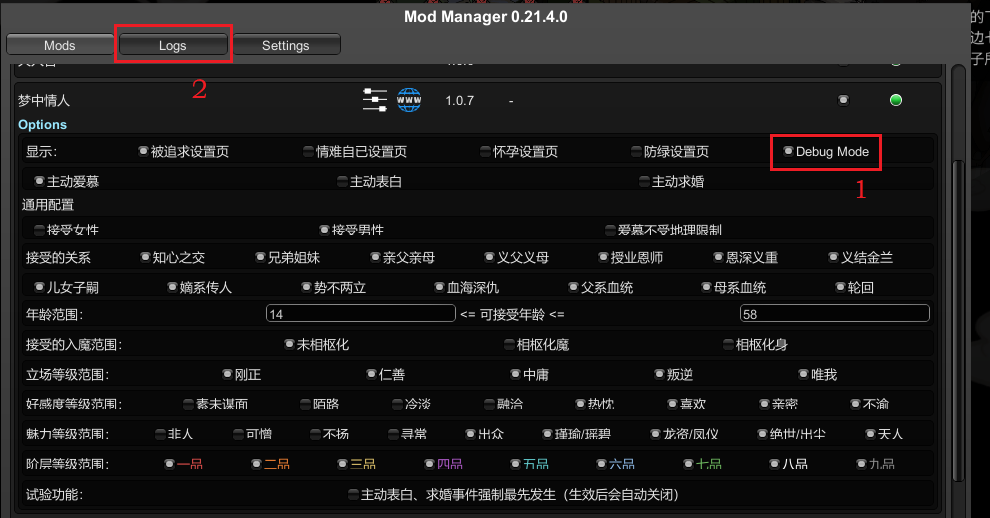 Mod Manager 0.21.4.0
Mods Logs Settings
2
梦中情人 www 1.0.7 -
Options
显示: 被追求设置页 情难自已设置页 怀孕设置页 防绿设置页 Debug Mode
1
主动爱慕 主动表白 主动求婚
通用配置
接受女性 接受男性 爱慕不受地理限制
接受的关系 知心之交 兄弟姐妹 亲父亲母 义父义母 授业恩师 恩深义重 义结金兰
儿女子嗣 嫡系传人 势不两立 血海深仇 父系血统 母系血统 轮回
年龄范围: 14 <= 可接受年龄 <= 58
接受的入魔范围: 未相枢化 相枢化魔 相枢化身
立场等级范围: 刚正 仁善 中庸 叛逆 唯我
好感度等级范围: 素未谋面 陌路 冷淡 融洽 热忱 喜欢 亲密 不渝
魅力等级范围: 非人 可憎 不扬 寻常 出众 瑾瑜/瑶碧 龙姿/凤仪 绝世/出尘 天人
阶层等级范围: 一品 二品 三品 四品 五品 六品 七品 八品 九品
试验功能: 主动表白、求婚事件强制最先发生（生效后会自动关闭）